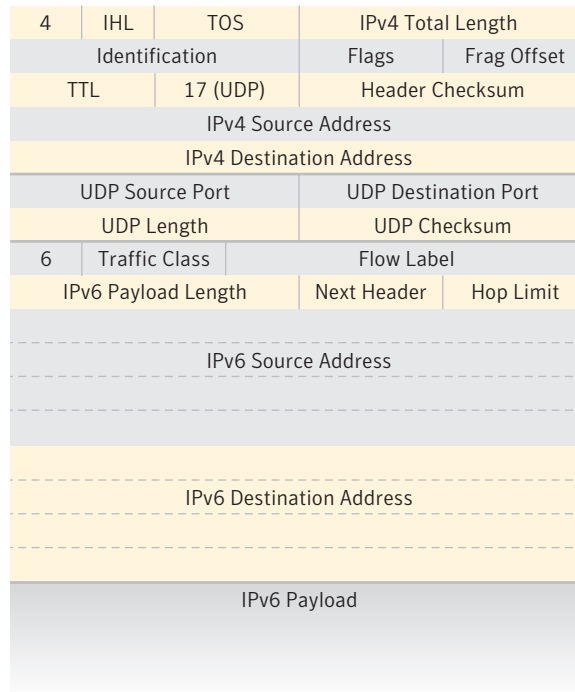 4 IHL TOS IPv4 Total Length
Identification Flags Frag Offset
TTL 17 (UDP) Header Checksum
IPv4 Source Address
IPv4 Destination Address
UDP Source Port UDP Destination Port
UDP Length UDP Checksum
6 Traffic Class Flow Label
IPv6 Payload Length Next Header Hop Limit
IPv6 Source Address
IPv6 Destination Address
IPv6 Payload